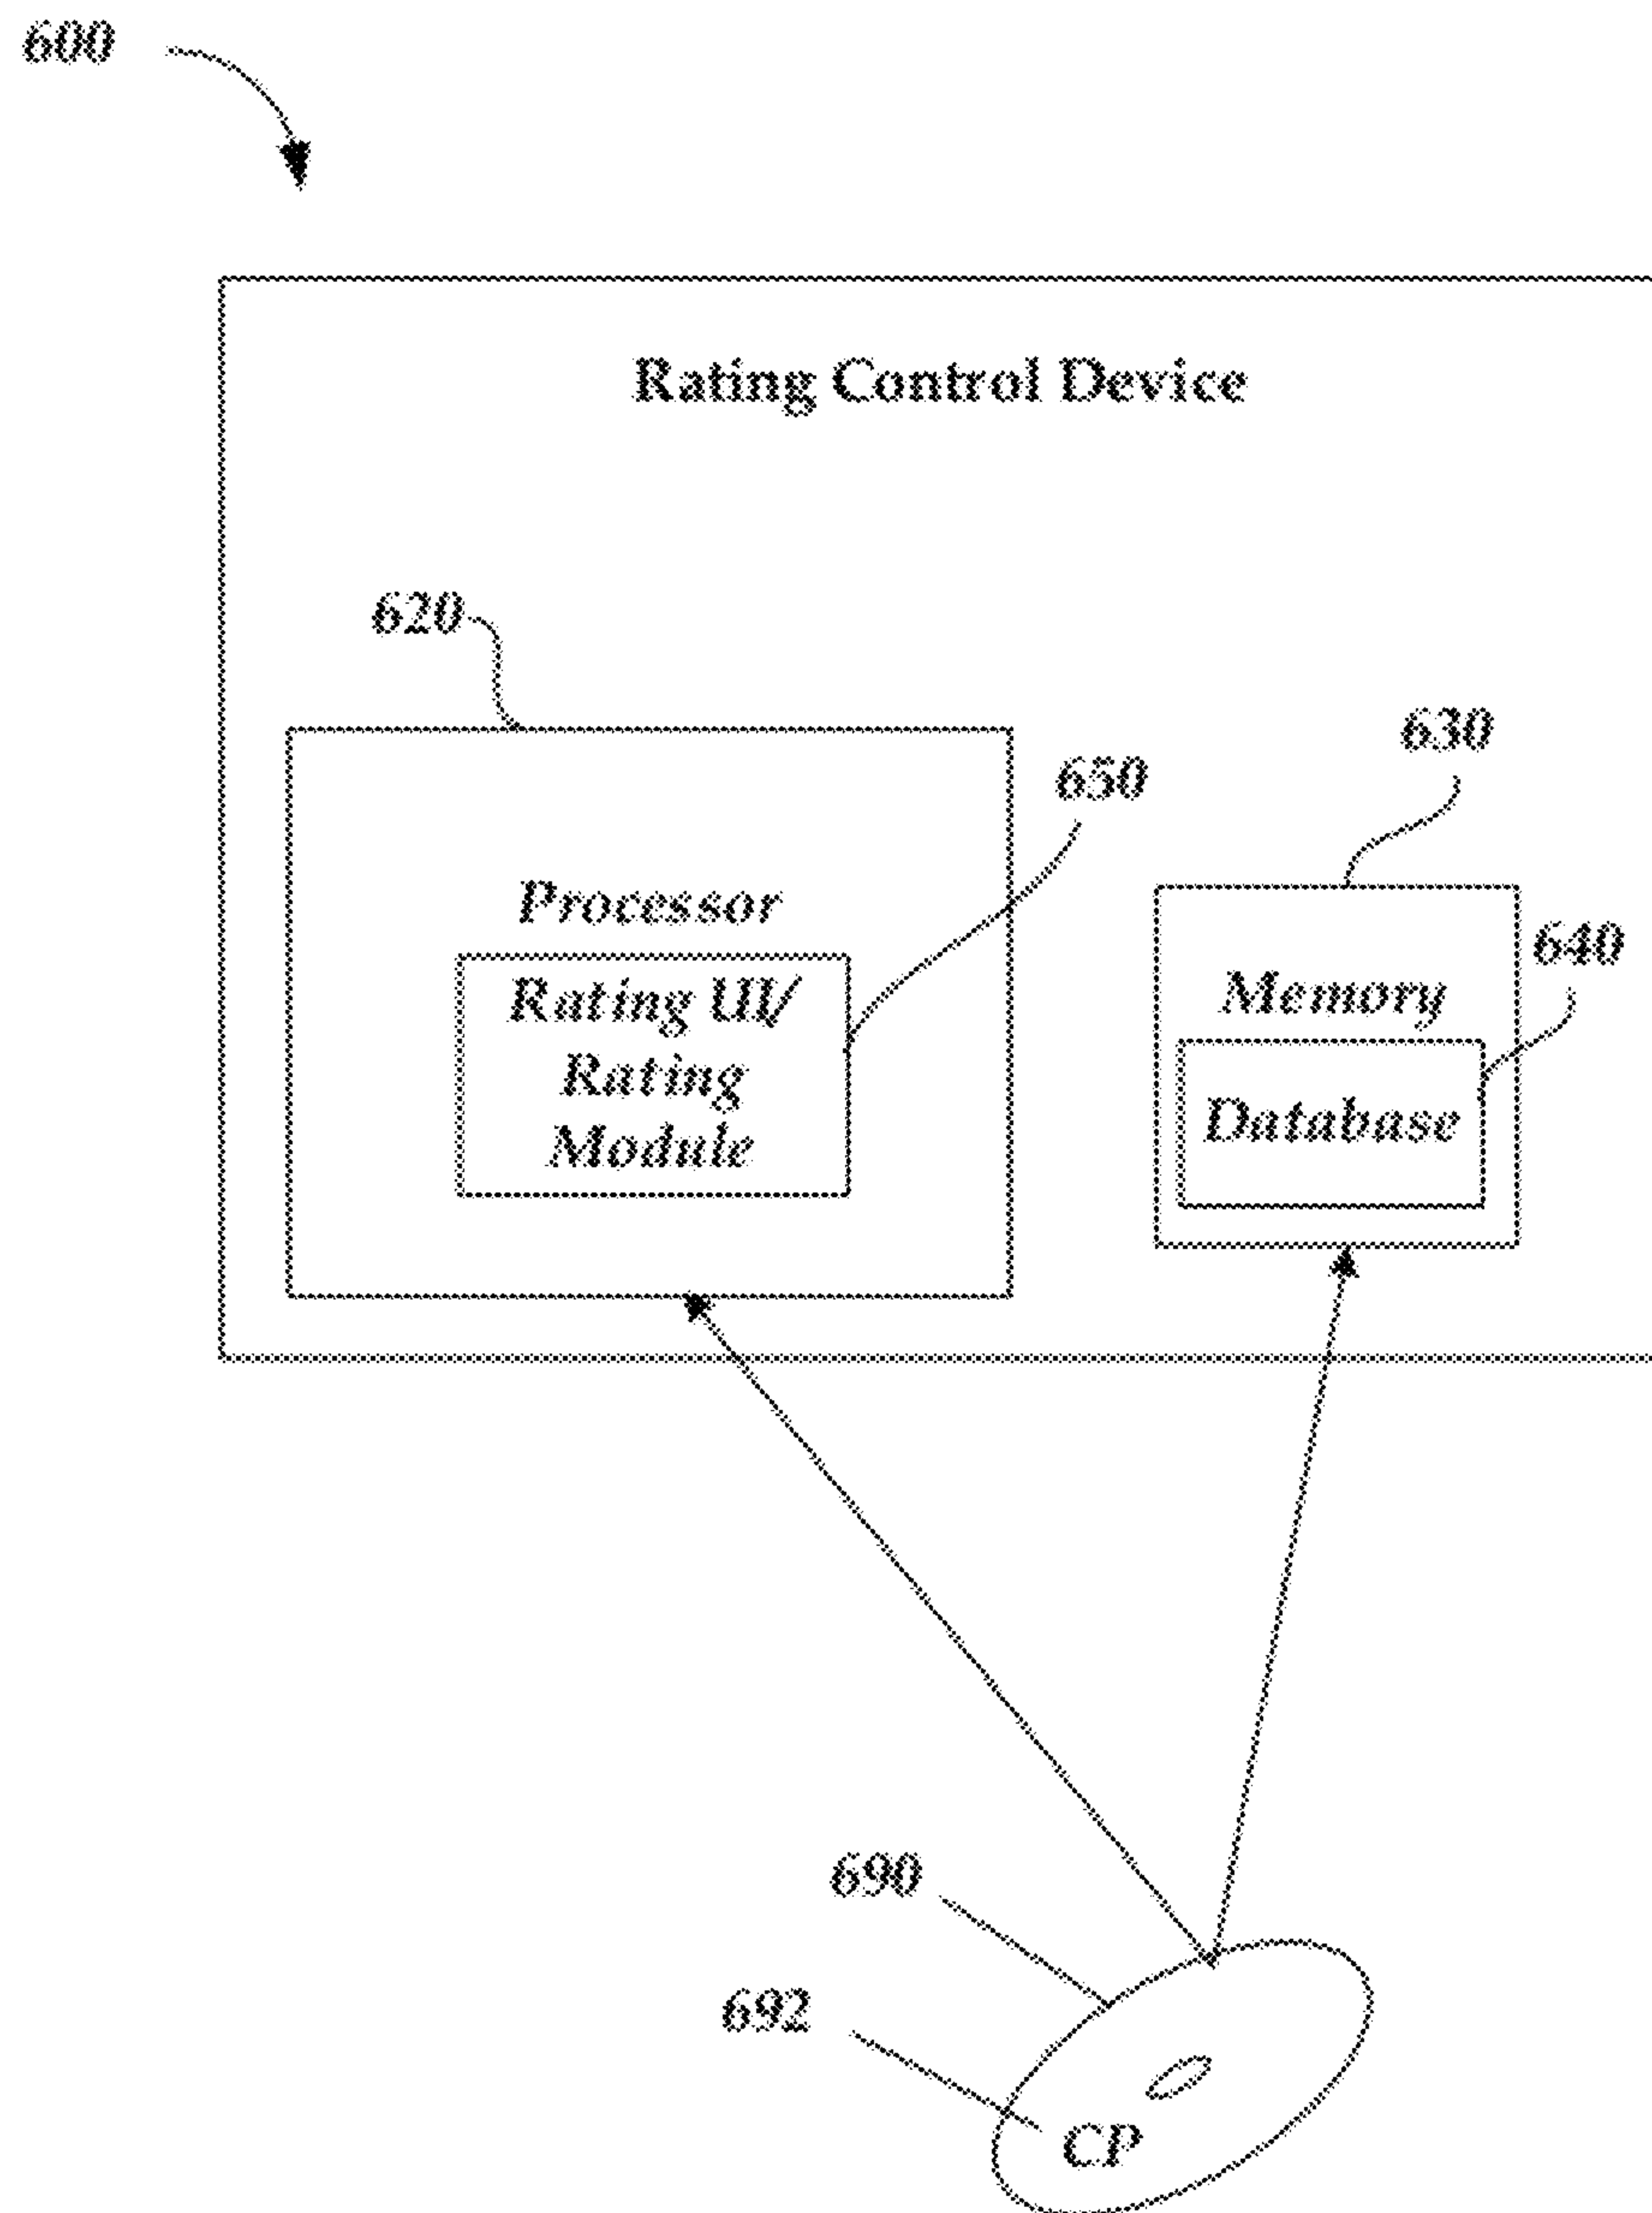 600
Rating Control Device
620
630
650
Processor
640
Rating UI/
Memory
Rating
Database
Module
690
692
CP